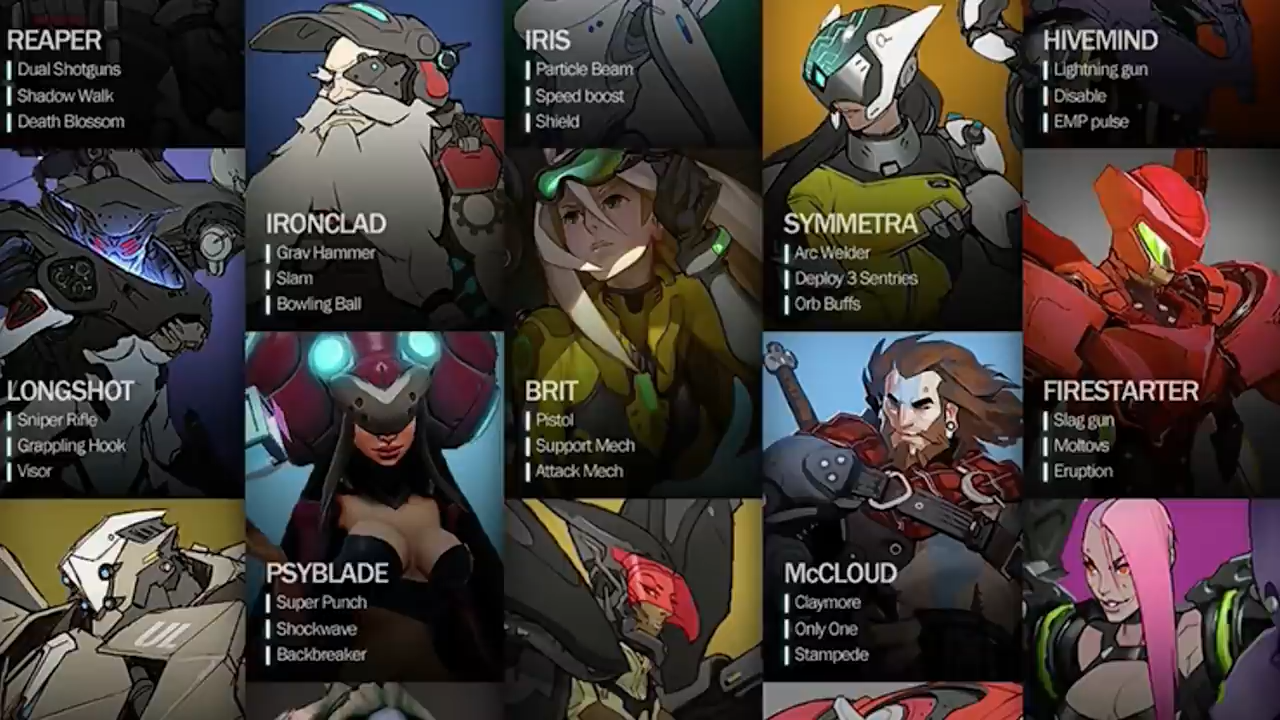 REAPER
Dual Shotguns
Shadow Walk
Death Blossom
IRONCLAD
Grav Hammer
Slam
Bowling Ball
IRIS
Particle Beam
Speed boost
Shield
SYMMETRA
Arc Welder
Deploy 3 Sentries
Orb Buffs
HIVEMIND
Lightning gun
Disable
EMP pulse
LONGSHOT
Sniper Rifle
Grappling Hook
Visor
PSYBLADE
Super Punch
Shockwave
Backbreaker
BRIT
Pistol
Support Mech
Attack Mech
McCLOUD
Claymore
Only One
Stampede
FIRESTARTER
Slag gun
Moltovs
Eruption
UL